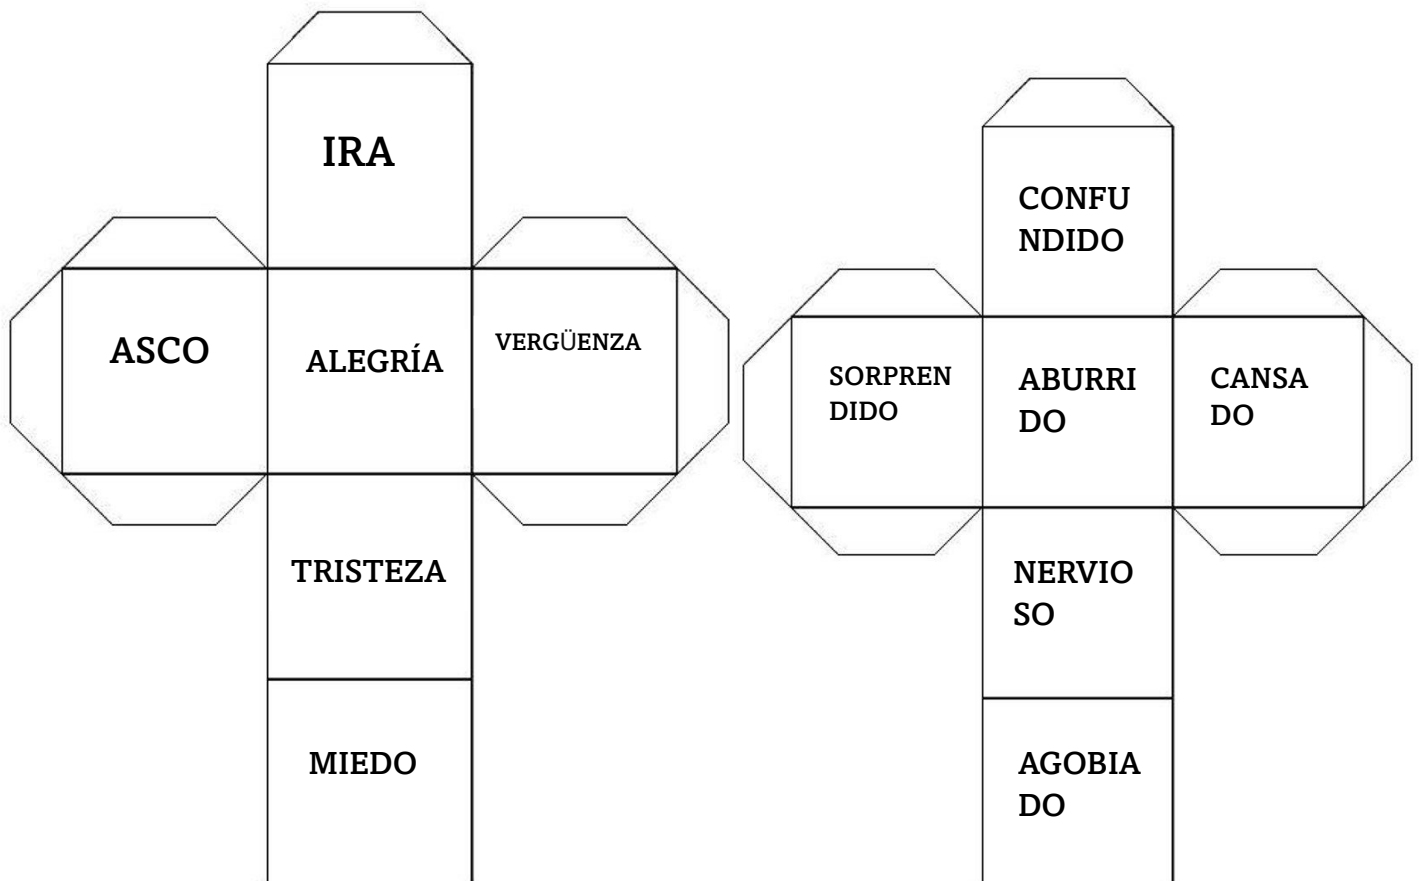 IRA
ASCO
ALEGRÍA
VERGÜENZA
TRISTEZA
MIEDO
CONFU
NDIDO
SORPREN
DIDO
ABURRI
DO
CANSA
DO
NERVIO
SO
AGOBIA
DO